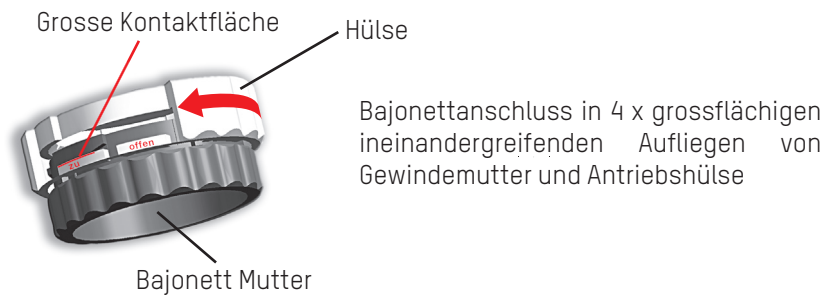 Grosse Kontaktfläche
Hülse
offen
zu
Bajonettanschluss in 4 x grossflächigen
ineinandergreifenden Aufliegen von
Gewindemutter und Antriebshülse
Bajonett Mutter